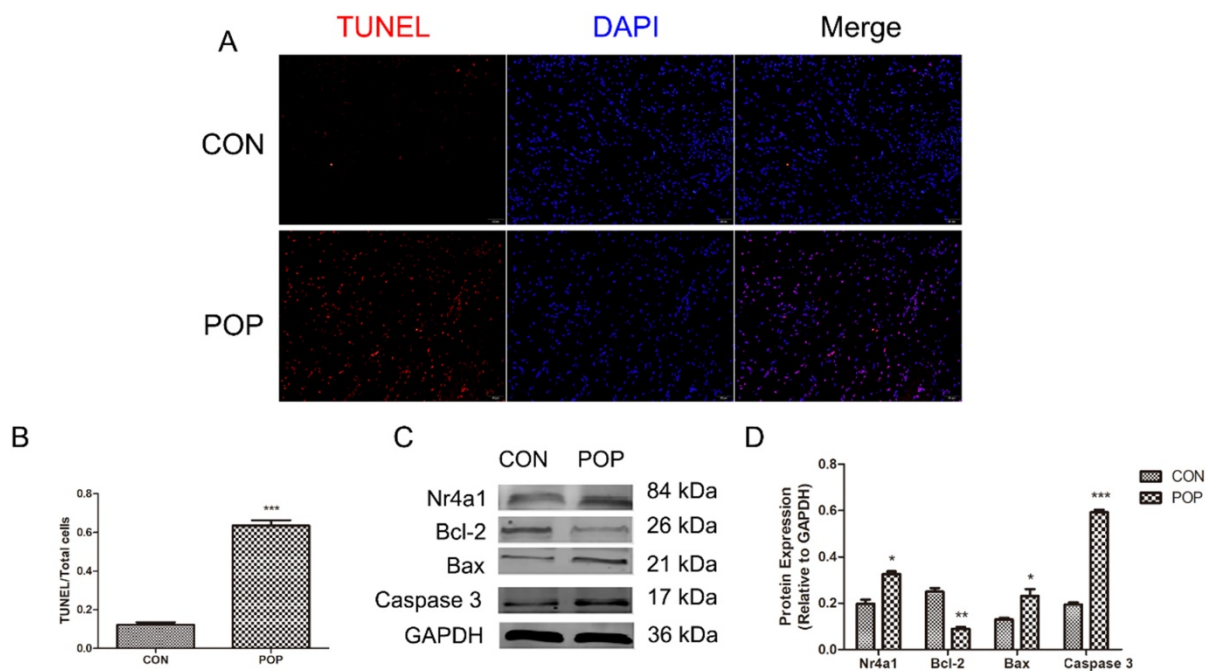 A
TUNEL DAPI Merge
CON
POP
B
TUNEL/Total cells
0.8
0.6
0.4
0.2
0.0
***
CON POP
C
CON POP
Nr4a1 84 kDa
Bcl-2 26 kDa
Bax 21 kDa
Caspase 3 17 kDa
GAPDH 36 kDa
D
Protein Expression
(Relative to GAPDH)
0.8
0.6
0.4
0.2
0.0
*
**
*
***
Nr4a1 Bcl-2 Bax Caspase 3
CON
POP